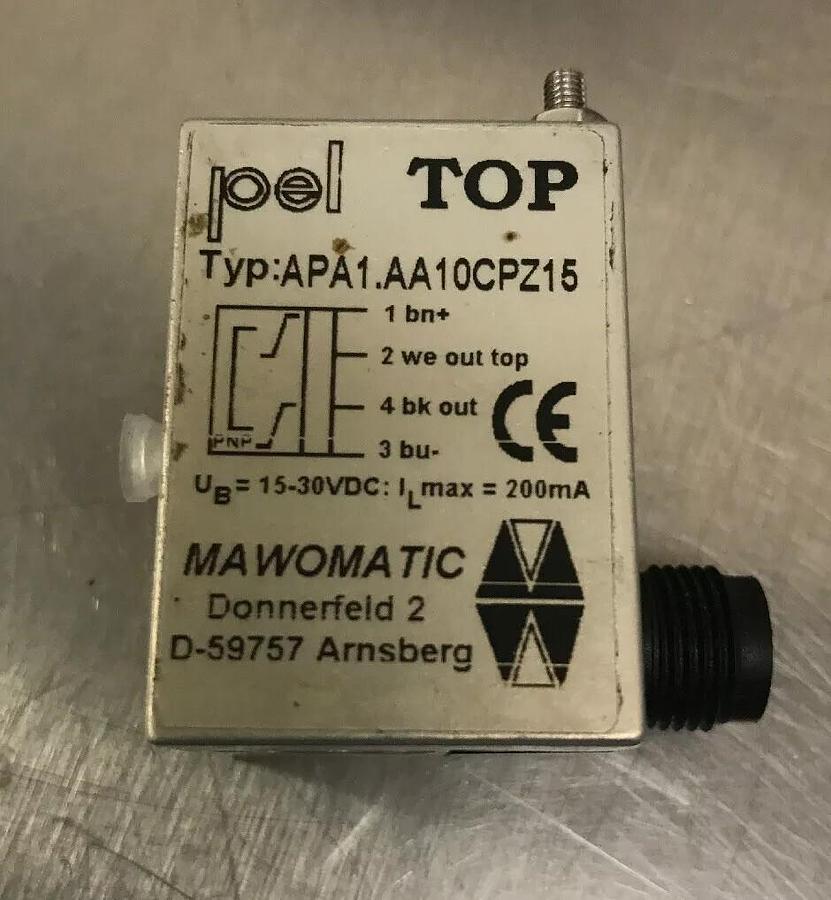 pel TOP
Typ:APA1.AA10CPZ15
1 bn+
2 we out top
4 bk out
CE
PNP
3 bu-
UB= 15-30VDC: ILmax = 200mA
MAWOMATIC
Donnerfeld 2
D-59757 Arnsberg